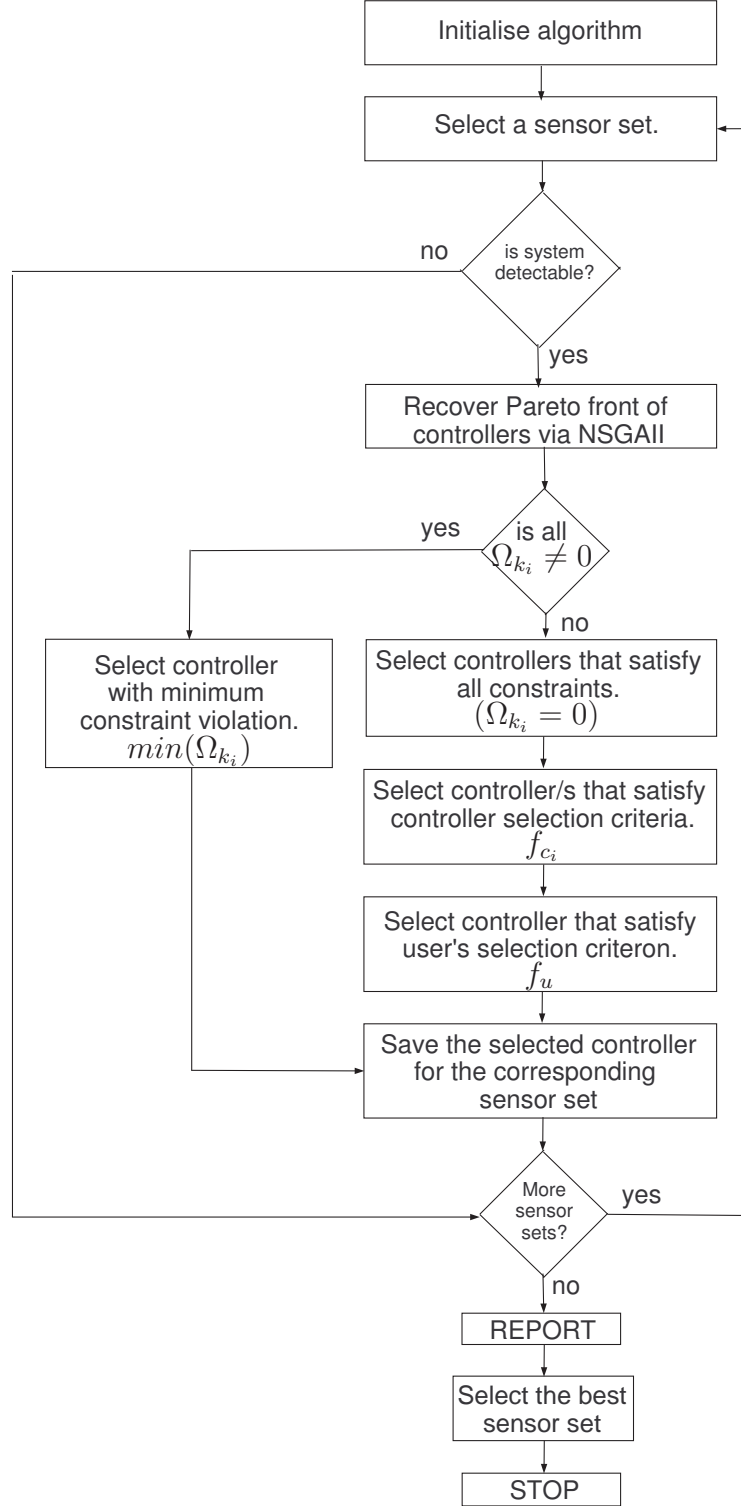 Initialise algorithm
Select a sensor set.
no
is system
detectable?
yes
Recover Pareto front of
controllers via NSGAII
yes
is all
Ω_{k_i} ≠ 0
no
Select controller
with minimum
constraint violation.
min(Ω_{k_i})
Select controllers that satisfy
all constraints.
(Ω_{k_i} = 0)
Select controller/s that satisfy
controller selection criteria.
f_{c_i}
Select controller that satisfy
user's selection criteron.
f_u
Save the selected controller
for the corresponding
sensor set
More
sensor
sets?
yes
no
REPORT
Select the best
sensor set
STOP